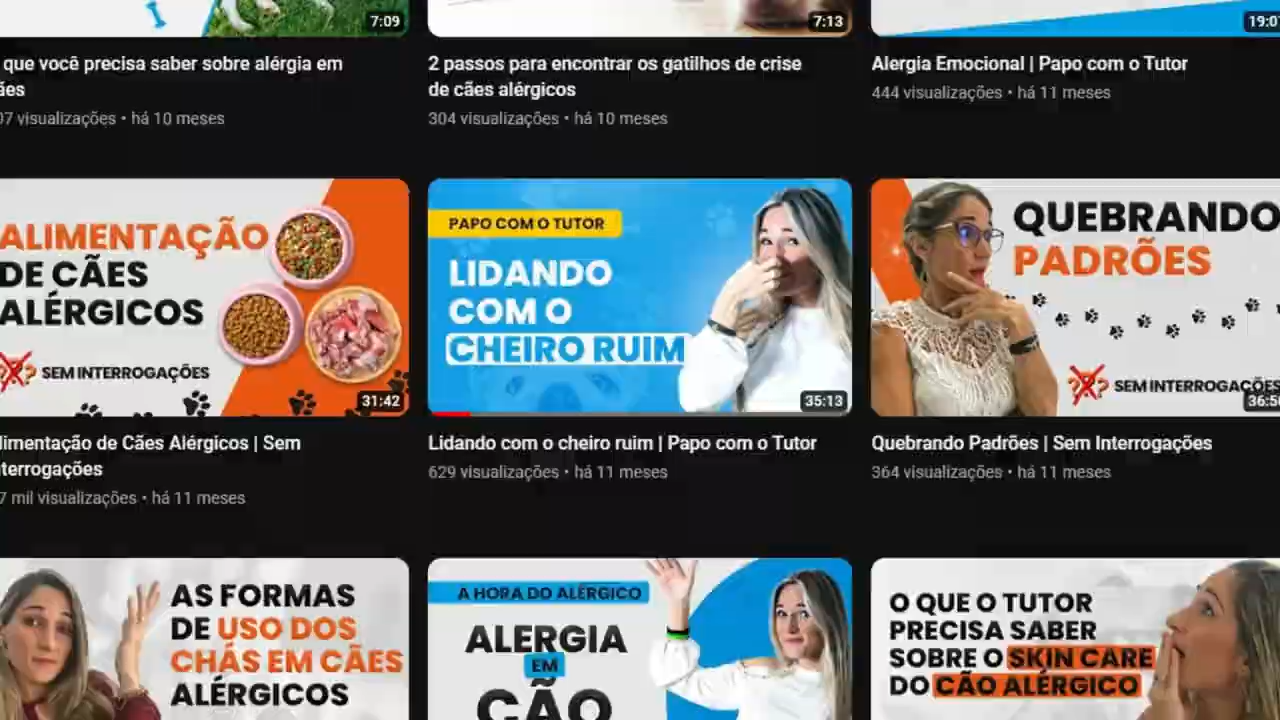 7:09
7:13
19:0
que você precisa saber sobre alérgia em
2 passos para encontrar os gatilhos de crise
de cães alérgicos
Alergia Emocional | Papo com o Tutor
visualizações • há 10 meses
304 visualizações • há 10 meses
444 visualizações • há 11 meses
ALIMENTAÇÃO
DE CÃES
ALÉRGICOS
SEM INTERROGAÇÕES
31:42
PAPO COM O TUTOR
LIDANDO
COM O
CHEIRO RUIM
35:13
QUEBRANDO
PADRÕES
SEM INTERROGAÇÕES
36:5
limentação de Cães Alérgicos | Sem
nterrogações
7 mil visualizações • há 11 meses
Lidando com o cheiro ruim | Papo com o Tutor
629 visualizações • há 11 meses
Quebrando Padrões | Sem Interrogações
364 visualizações • há 11 meses
AS FORMAS
DE USO DOS
CHÁS EM CÃES
ALÉRGICOS
A HORA DO ALÉRGICO
ALERGIA
EM
CÃO
O QUE O TUTOR
PRECISA SABER
SOBRE O SKIN CARE
DO CÃO ALÉRGICO